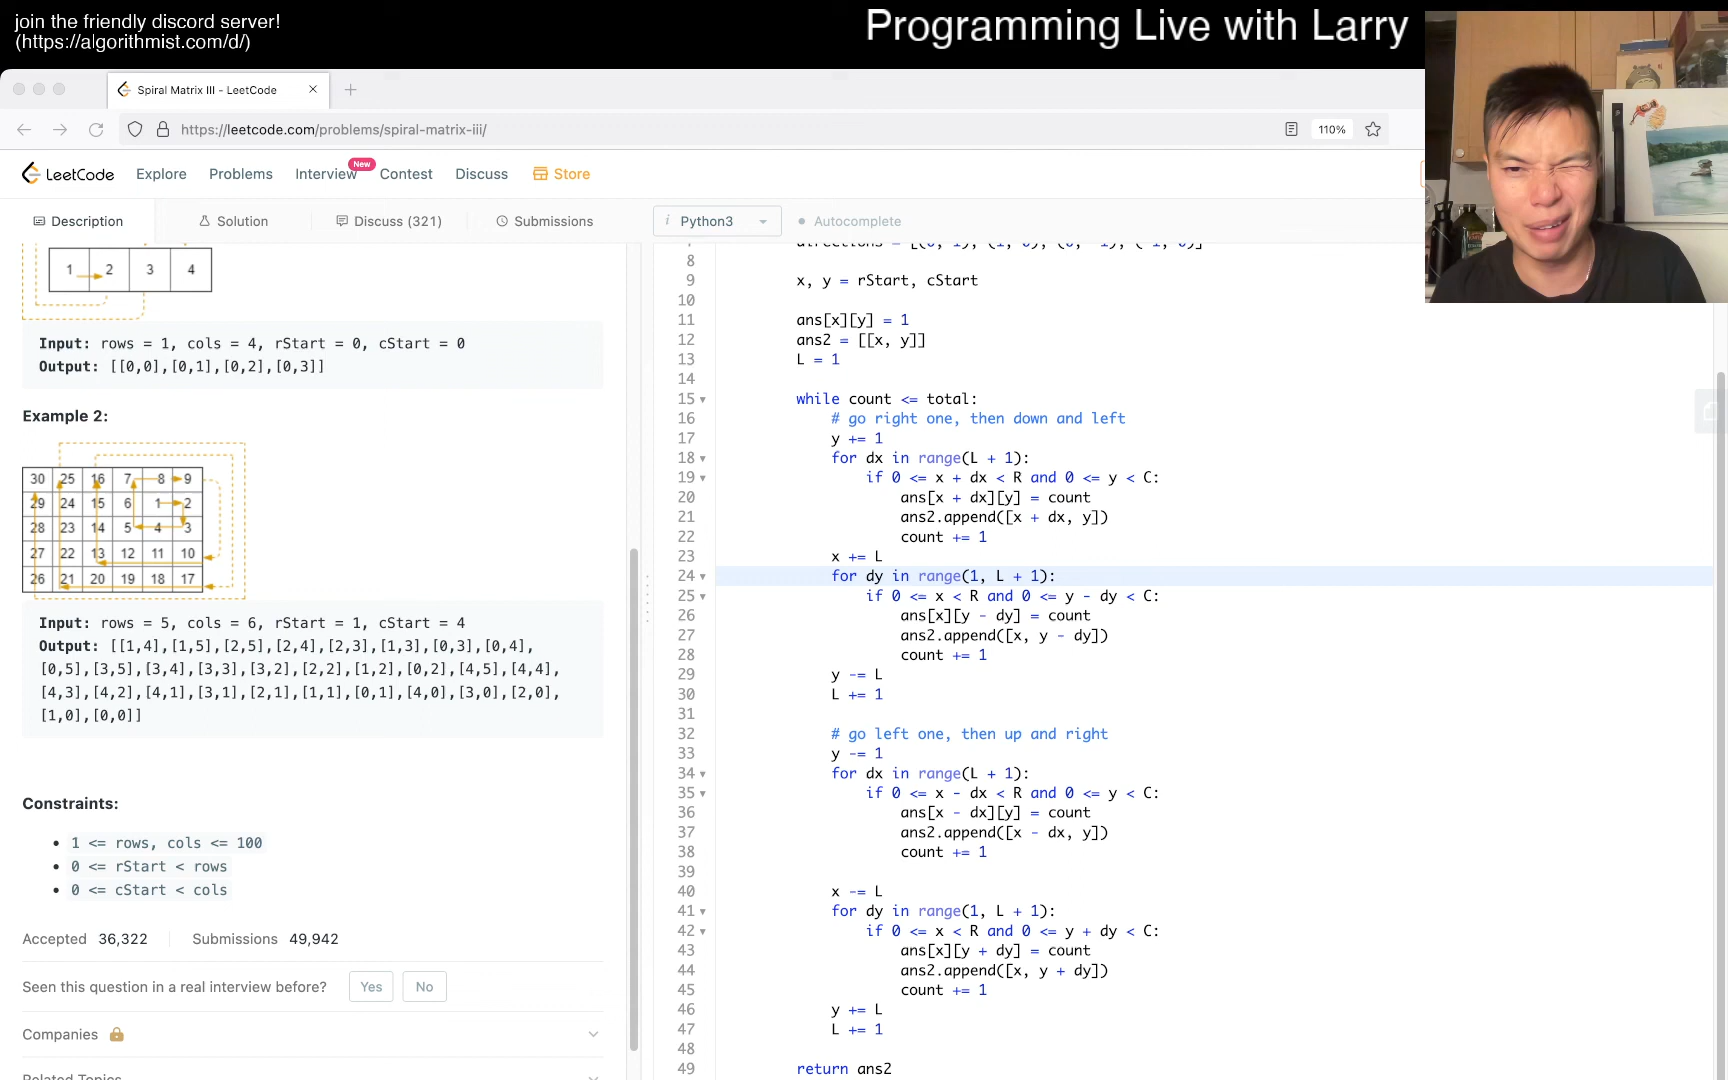 join the friendly discord server!
(https://algorithmist.com/d/)
Programming Live with Larry
Spiral Matrix III - LeetCode
https://leetcode.com/problems/spiral-matrix-iii/
110%
LeetCode
Explore
Problems
Interview
New
Contest
Discuss
Store
Description
Solution
Discuss (321)
Submissions
i Python3
Autocomplete
1 2 3 4
Input: rows = 1, cols = 4, rStart = 0, cStart = 0
Output: [[0,0],[0,1],[0,2],[0,3]]
Example 2:
30 25 16 7 8 9
29 24 15 6 1 2
28 23 14 5 4 3
27 22 13 12 11 10
26 21 20 19 18 17
Input: rows = 5, cols = 6, rStart = 1, cStart = 4
Output: [[1,4],[1,5],[2,5],[2,4],[2,3],[1,3],[0,3],[0,4],
[0,5],[3,5],[3,4],[3,3],[3,2],[2,2],[1,2],[0,2],[4,5],[4,4],
[4,3],[4,2],[4,1],[3,1],[2,1],[1,1],[0,1],[4,0],[3,0],[2,0],
[1,0],[0,0]]
Constraints:
1 <= rows, cols <= 100
0 <= rStart < rows
0 <= cStart < cols
Accepted 36,322 Submissions 49,942
Seen this question in a real interview before? Yes No
Companies
Related Topics
directions = [(0, 1), (1, 0), (0, -1), (-1, 0)]
8
9 x, y = rStart, cStart
10
11 ans[x][y] = 1
12 ans2 = [[x, y]]
13 L = 1
14
15 while count <= total:
16 # go right one, then down and left
17 y += 1
18 for dx in range(L + 1):
19 if 0 <= x + dx < R and 0 <= y < C:
20 ans[x + dx][y] = count
21 ans2.append([x + dx, y])
22 count += 1
23 x += L
24 for dy in range(1, L + 1):
25 if 0 <= x < R and 0 <= y - dy < C:
26 ans[x][y - dy] = count
27 ans2.append([x, y - dy])
28 count += 1
29 y -= L
30 L += 1
31
32 # go left one, then up and right
33 y -= 1
34 for dx in range(L + 1):
35 if 0 <= x - dx < R and 0 <= y < C:
36 ans[x - dx][y] = count
37 ans2.append([x - dx, y])
38 count += 1
39
40 x -= L
41 for dy in range(1, L + 1):
42 if 0 <= x < R and 0 <= y + dy < C:
43 ans[x][y + dy] = count
44 ans2.append([x, y + dy])
45 count += 1
46 y += L
47 L += 1
48
49 return ans2